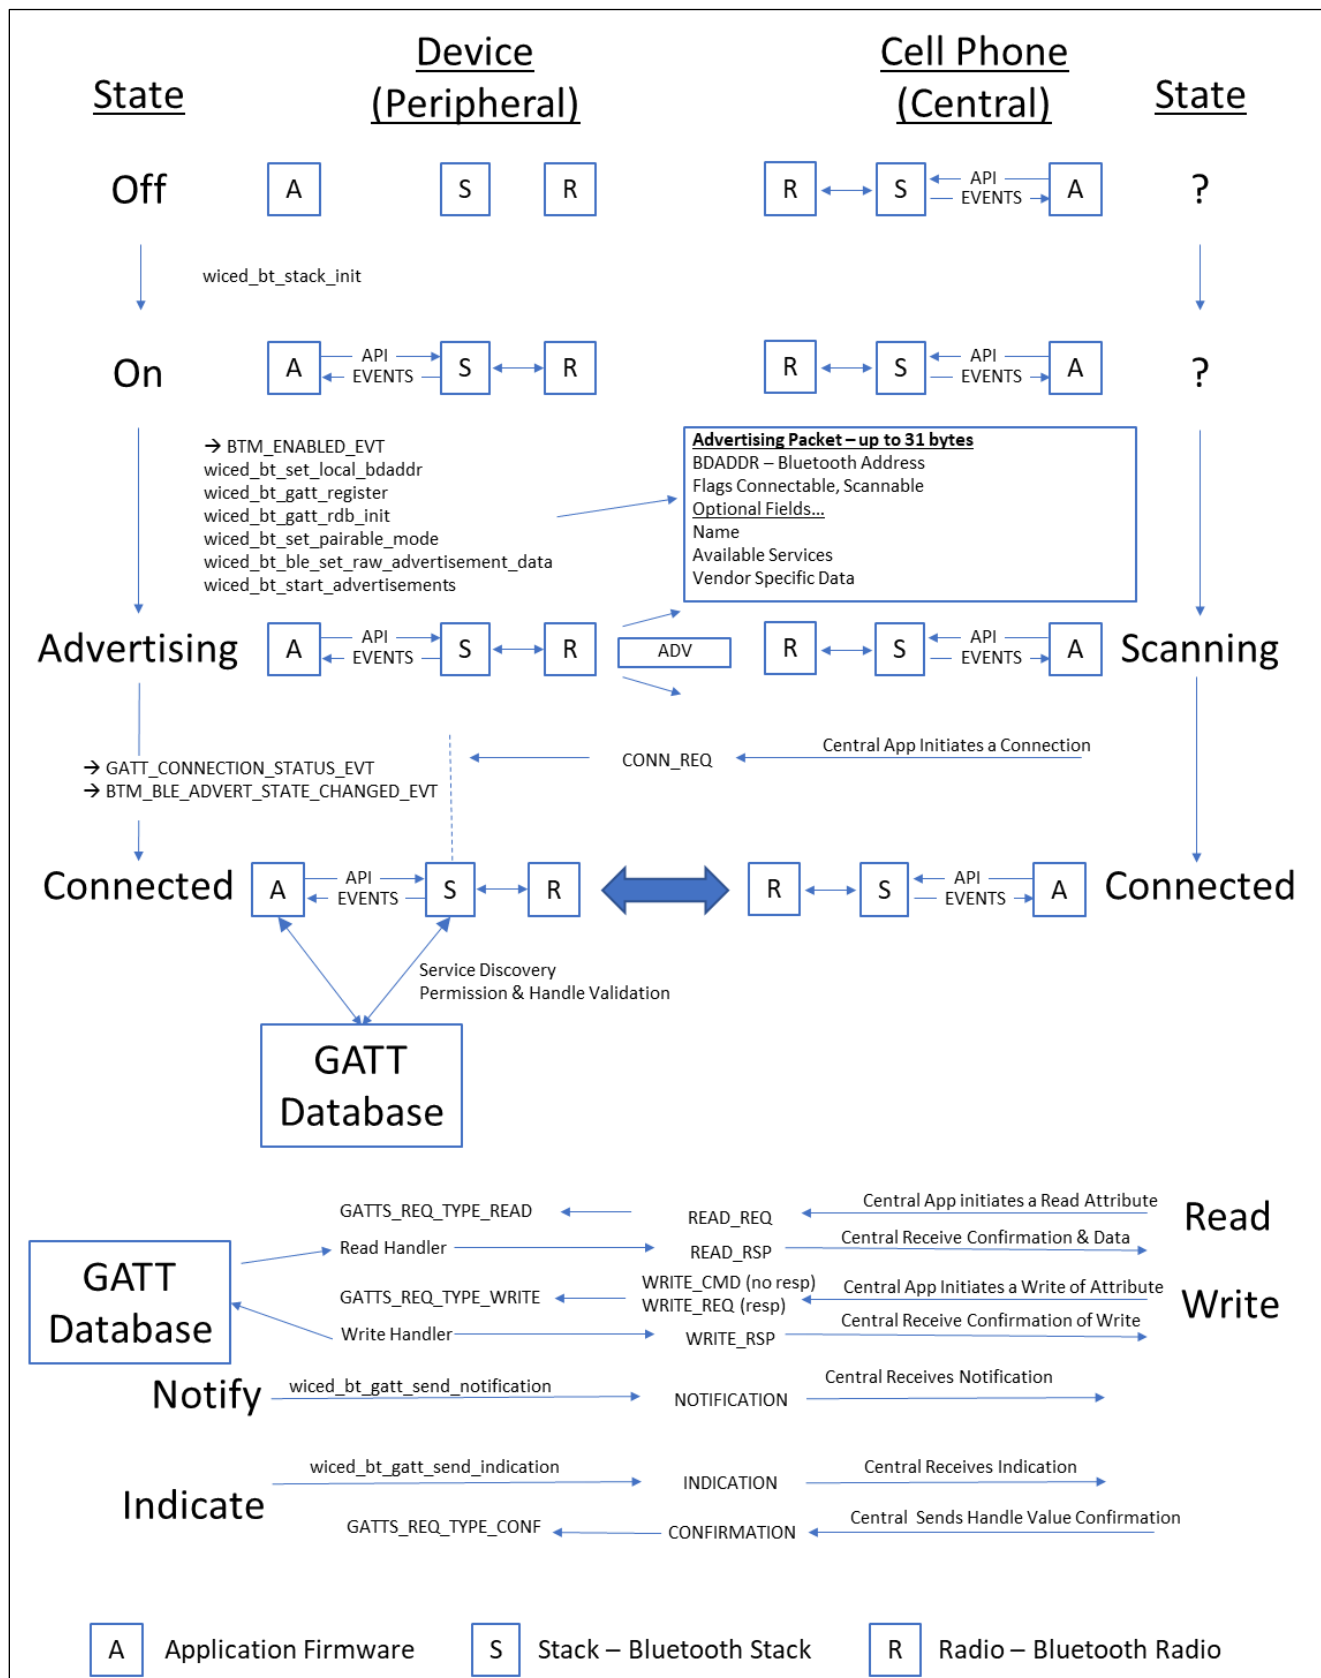 Device
(Peripheral)
Cell Phone
(Central)
State
State
Off
A
S
R
R
S
API
EVENTS
A
?
wiced_bt_stack_init
On
A
API
EVENTS
S
R
R
S
API
EVENTS
A
?
→ BTM_ENABLED_EVT
wiced_bt_set_local_bdaddr
wiced_bt_gatt_register
wiced_bt_gatt_rdb_init
wiced_bt_set_pairable_mode
wiced_bt_ble_set_raw_advertisement_data
wiced_bt_start_advertisements
Advertising Packet – up to 31 bytes
BDADDR – Bluetooth Address
Flags Connectable, Scannable
Optional Fields...
Name
Available Services
Vendor Specific Data
Advertising
A
API
EVENTS
S
R
ADV
R
S
API
EVENTS
A
Scanning
CONN_REQ
Central App Initiates a Connection
→ GATT_CONNECTION_STATUS_EVT
→ BTM_BLE_ADVERT_STATE_CHANGED_EVT
Connected
A
API
EVENTS
S
R
R
S
API
EVENTS
A
Connected
Service Discovery
Permission & Handle Validation
GATT
Database
GATTS_REQ_TYPE_READ
READ_REQ
Central App initiates a Read Attribute
Read
Read Handler
READ_RSP
Central Receive Confirmation & Data
GATT
Database
GATTS_REQ_TYPE_WRITE
WRITE_CMD (no resp)
WRITE_REQ (resp)
Central App Initiates a Write of Attribute
Write
Write Handler
WRITE_RSP
Central Receive Confirmation of Write
Notify
wiced_bt_gatt_send_notification
NOTIFICATION
Central Receives Notification
Indicate
wiced_bt_gatt_send_indication
INDICATION
Central Receives Indication
GATTS_REQ_TYPE_CONF
CONFIRMATION
Central Sends Handle Value Confirmation
A
Application Firmware
S
Stack – Bluetooth Stack
R
Radio – Bluetooth Radio